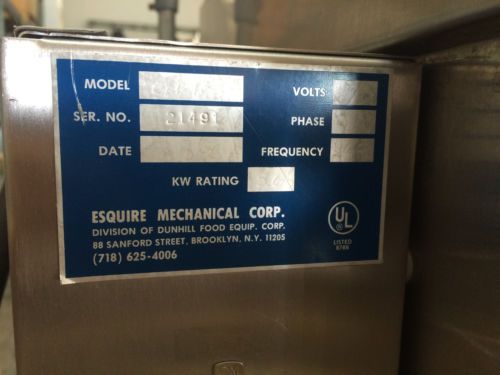 MODEL VOLTS
SER. NO. PHASE
DATE FREQUENCY
KW RATING
ESQUIRE MECHANICAL CORP.
DIVISION OF DUNHILL FOOD EQUIP. CORP.
88 SANFORD STREET, BROOKLYN, N.Y. 11205
(718) 625-4006
UL
®
LISTED